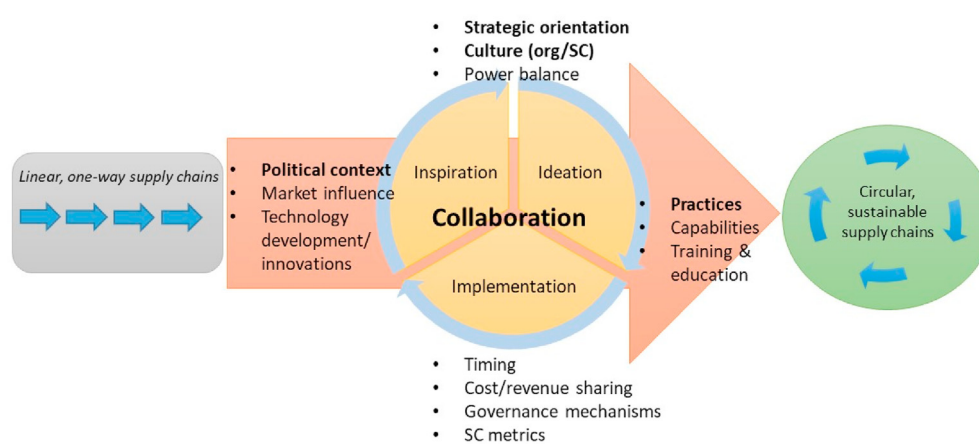 • Strategic orientation
• Culture (org/SC)
• Power balance
Linear, one-way supply chains
• Political context
• Market influence
• Technology
development/
innovations
Inspiration
Ideation
Collaboration
Implementation
• Practices
• Capabilities
• Training &
education
Circular,
sustainable
supply chains
• Timing
• Cost/revenue sharing
• Governance mechanisms
• SC metrics